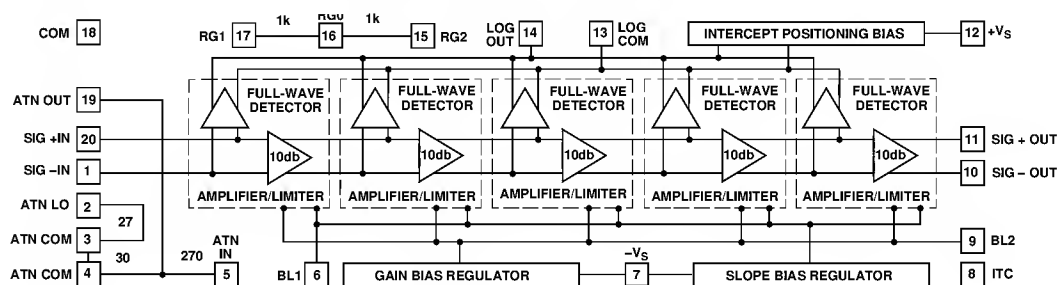 COM 18
RG1 17 1k RG0 16 1k 15 RG2
LOG OUT 14
13 LOG COM
INTERCEPT POSITIONING BIAS
12 +VS
ATN OUT 19
SIG +IN 20
SIG –IN 1
ATN LO 2
ATN COM 3
ATN COM 4
27
30
270
ATN IN 5
FULL-WAVE DETECTOR
10db
AMPLIFIER/LIMITER
FULL-WAVE DETECTOR
10db
AMPLIFIER/LIMITER
FULL-WAVE DETECTOR
10db
AMPLIFIER/LIMITER
FULL-WAVE DETECTOR
10db
AMPLIFIER/LIMITER
FULL-WAVE DETECTOR
10db
AMPLIFIER/LIMITER
11 SIG + OUT
10 SIG – OUT
9 BL2
8 ITC
BL1 6
GAIN BIAS REGULATOR
–VS
7
SLOPE BIAS REGULATOR